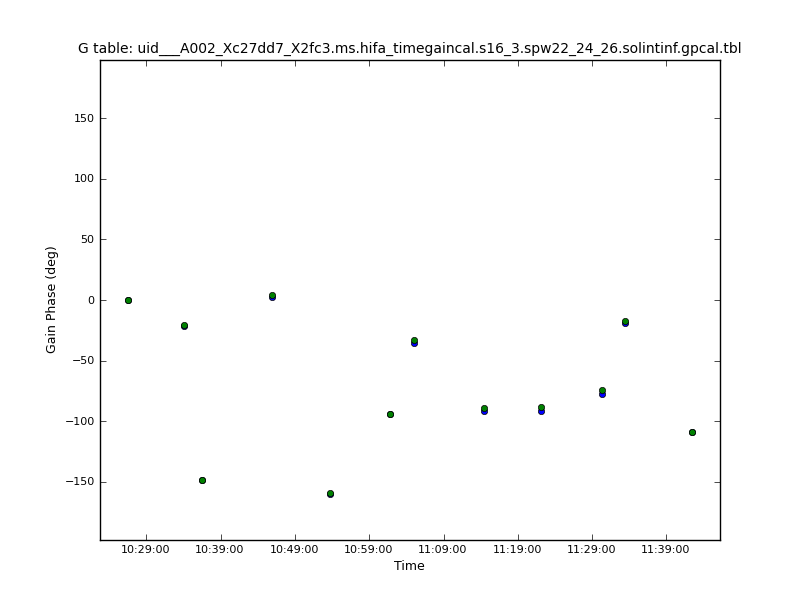 G table: uid___A002_Xc27dd7_X2fc3.ms.hifa_timegaincal.s16_3.spw22_24_26.solintinf.gpcal.tbl
150
100
50
0
−50
−100
−150
Gain Phase (deg)
10:29:00 10:39:00 10:49:00 10:59:00 11:09:00 11:19:00 11:29:00 11:39:00
Time